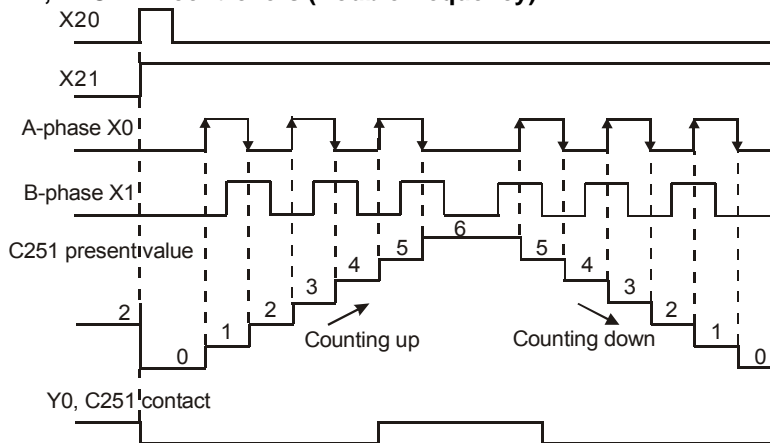 X20
X21
A-phase X0
B-phase X1
C251 present value
6
5 5
4 4
3 3
2 2 2
1 1
0 0
Counting up Counting down
Y0, C251 contact